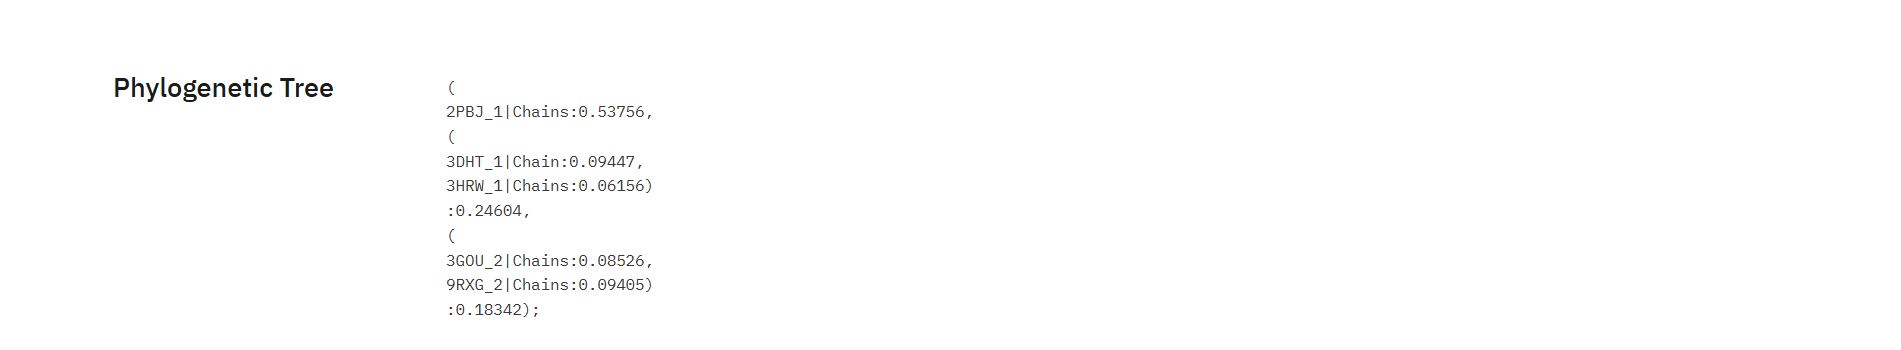 Phylogenetic Tree
(
2PBJ_1|Chains:0.53756,
(
3DHT_1|Chain:0.09447,
3HRW_1|Chains:0.06156)
:0.24604,
(
3GOU_2|Chains:0.08526,
9RXG_2|Chains:0.09405)
:0.18342);